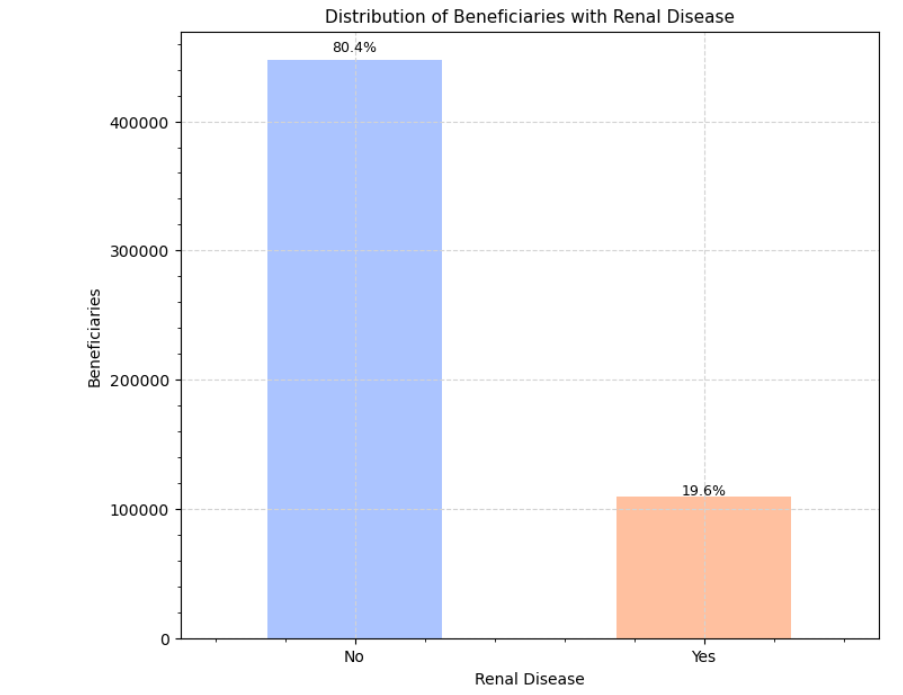 Distribution of Beneficiaries with Renal Disease
80.4%
400000
300000
Beneficiaries
200000
19.6%
100000
0
No
Yes
Renal Disease